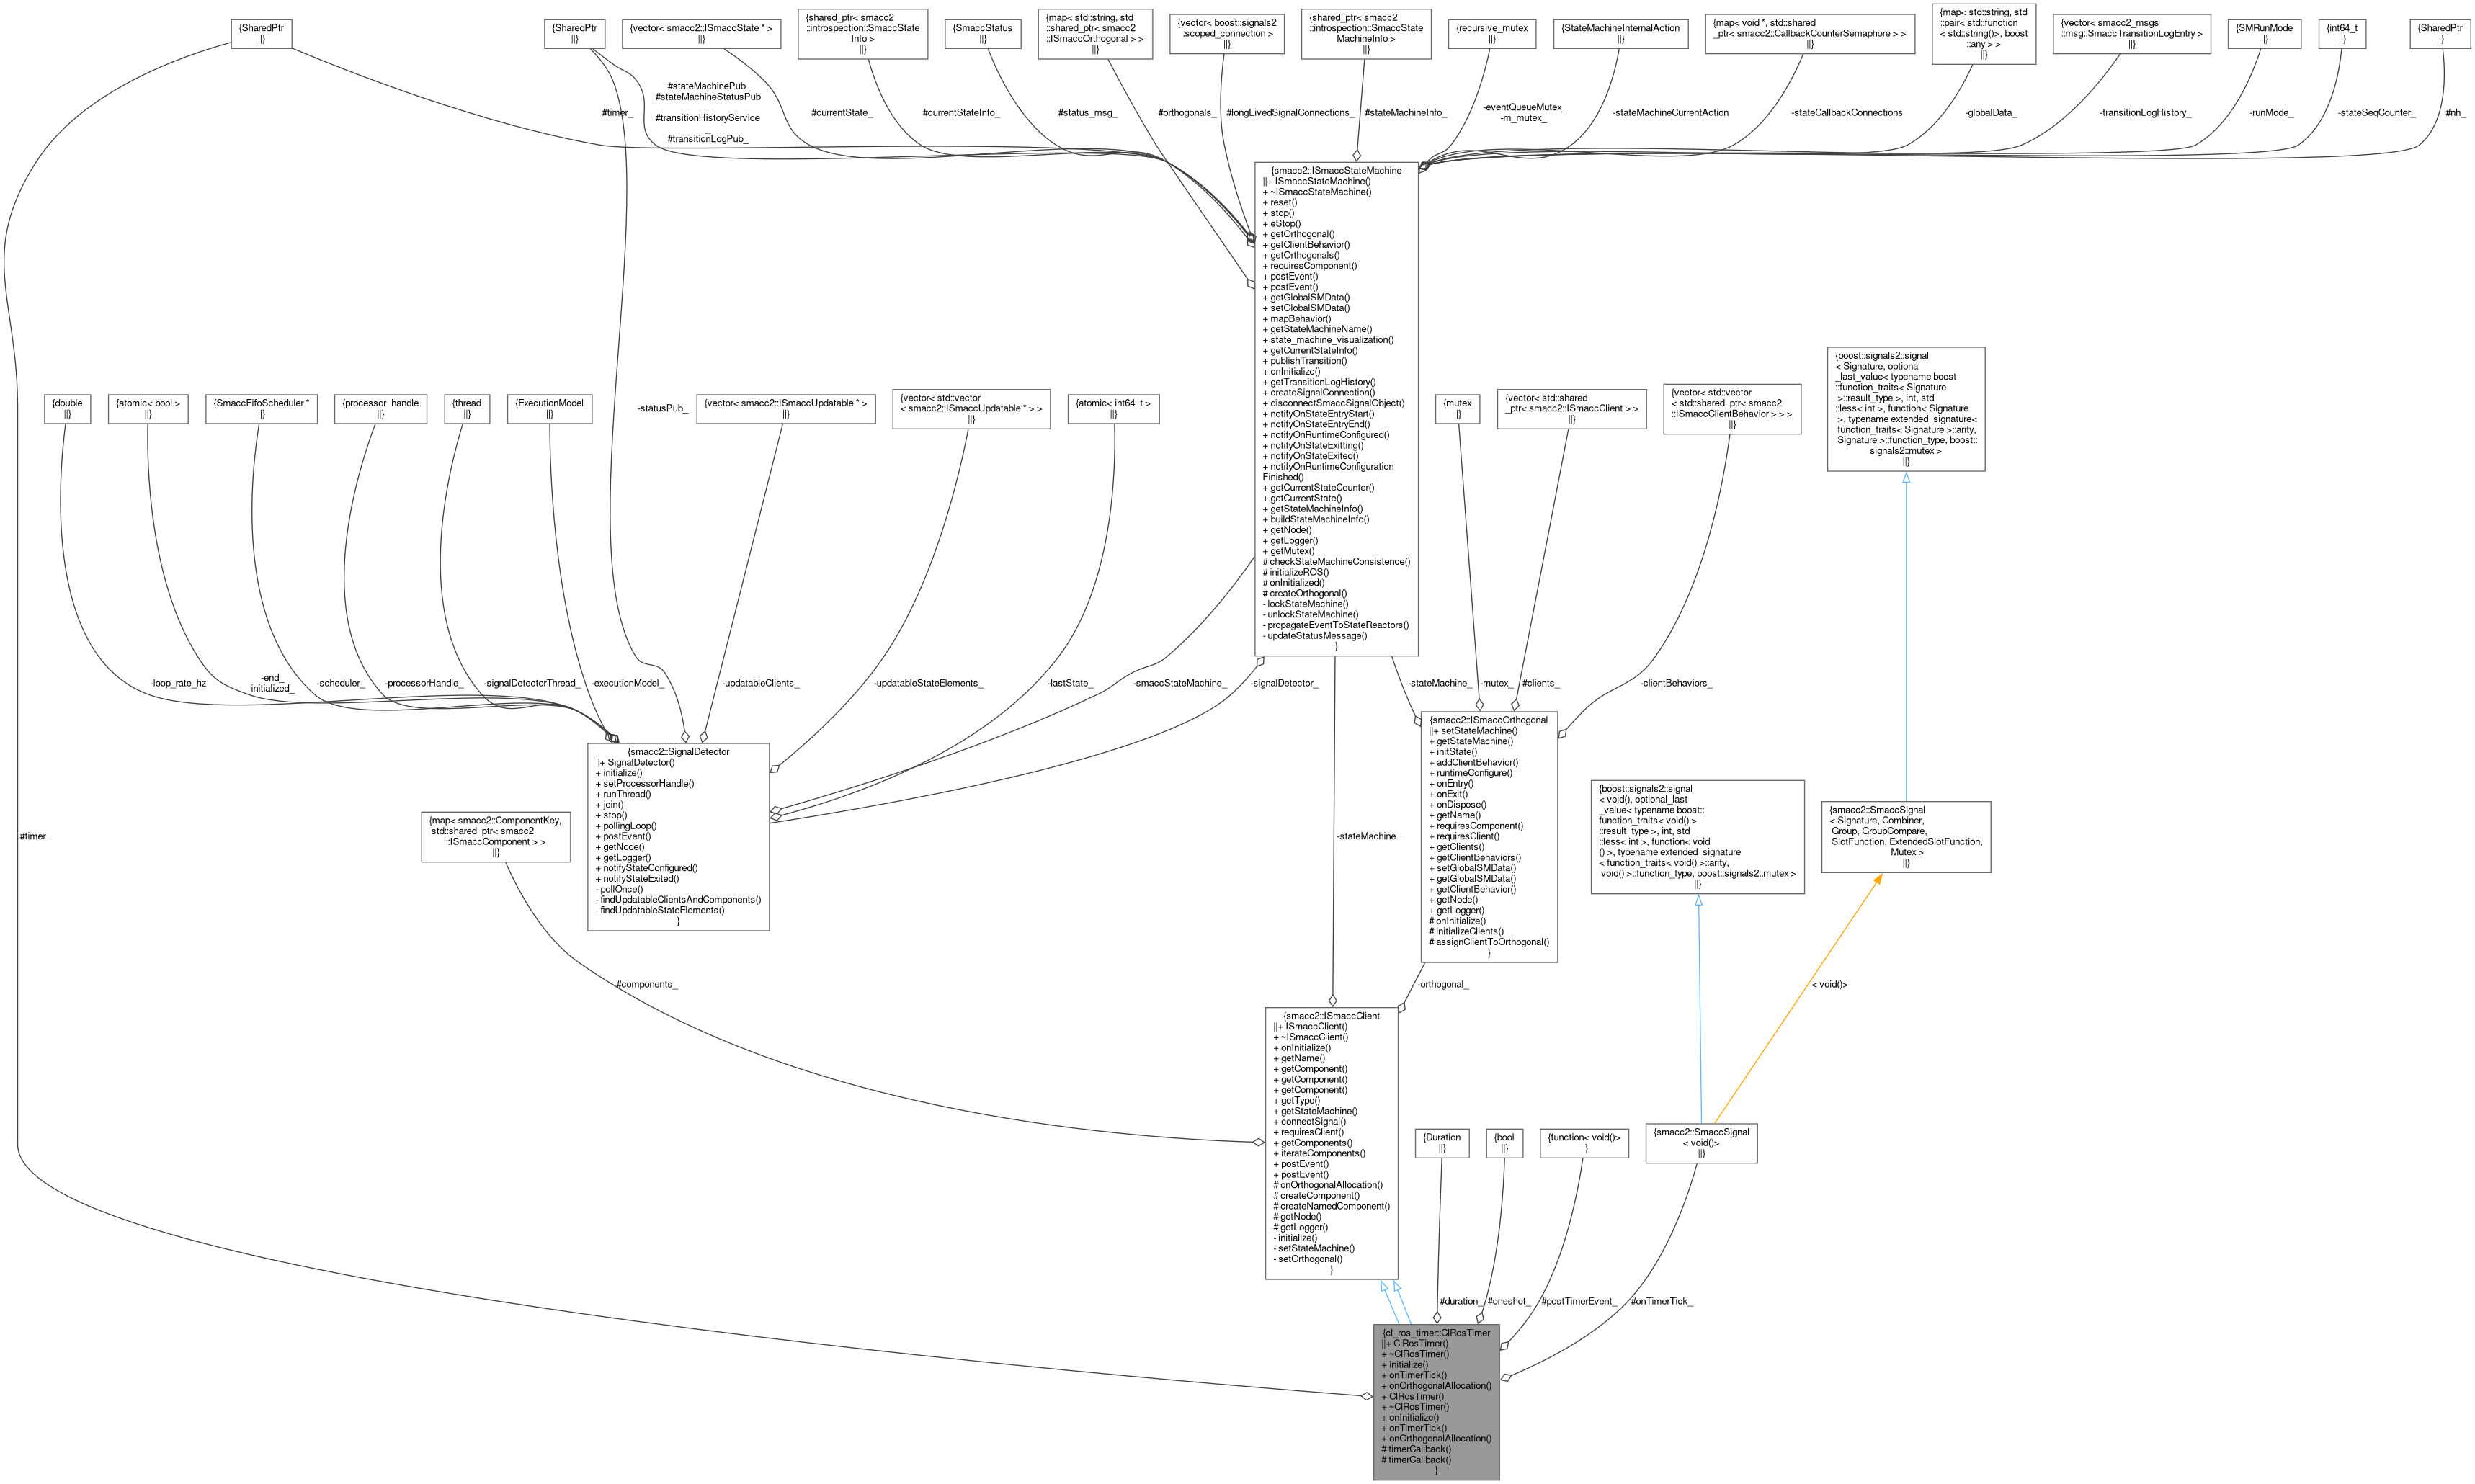 {SharedPtr
||}
{SharedPtr
||}
{vector< smacc2::ISmaccState * >
||}
{shared_ptr< smacc2
::introspection::SmaccState
Info >
||}
{SmaccStatus
||}
{map< std::string, std
::shared_ptr< smacc2
::ISmaccOrthogonal > >
||}
{vector< boost::signals2
::scoped_connection >
||}
{shared_ptr< smacc2
::introspection::SmaccState
MachineInfo >
||}
{recursive_mutex
||}
{StateMachineInternalAction
||}
{map< void *, std::shared
_ptr< smacc2::CallbackCounterSemaphore > >
||}
{map< std::string, std
::pair< std::function
< std::string()>, boost
::any > >
||}
{vector< smacc2_msgs
::msg::SmaccTransitionLogEntry >
||}
{SMRunMode
||}
{int64_t
||}
{SharedPtr
||}
#timer_
#stateMachinePub_
#stateMachineStatusPub
_
#transitionHistoryService
_
#transitionLogPub_
#currentState_
#currentStateInfo_
#status_msg_
#orthogonals_
#longLivedSignalConnections_
#stateMachineInfo_
-eventQueueMutex_
-m_mutex_
-stateMachineCurrentAction
-stateCallbackConnections
-globalData_
-transitionLogHistory_
-runMode_
-stateSeqCounter_
#nh_
{smacc2::ISmaccStateMachine
||+ ISmaccStateMachine()
+ ~ISmaccStateMachine()
+ reset()
+ stop()
+ eStop()
+ getOrthogonal()
+ getClientBehavior()
+ getOrthogonals()
+ requiresComponent()
+ postEvent()
+ postEvent()
+ getGlobalSMData()
+ setGlobalSMData()
+ mapBehavior()
+ getStateMachineName()
+ state_machine_visualization()
+ getCurrentStateInfo()
+ publishTransition()
+ onInitialize()
+ getTransitionLogHistory()
+ createSignalConnection()
+ disconnectSmaccSignalObject()
+ notifyOnStateEntryStart()
+ notifyOnStateEntryEnd()
+ notifyOnRuntimeConfigured()
+ notifyOnStateExitting()
+ notifyOnStateExited()
+ notifyOnRuntimeConfiguration
Finished()
+ getCurrentStateCounter()
+ getCurrentState()
+ getStateMachineInfo()
+ buildStateMachineInfo()
+ getNode()
+ getLogger()
+ getMutex()
# checkStateMachineConsistence()
# initializeROS()
# onInitialized()
# createOrthogonal()
- lockStateMachine()
- unlockStateMachine()
- propagateEventToStateReactors()
- updateStatusMessage()
}
{double
||}
{atomic< bool >
||}
{SmaccFifoScheduler *
||}
{processor_handle
||}
{thread
||}
{ExecutionModel
||}
-statusPub_
{vector< smacc2::ISmaccUpdatable * >
||}
{vector< std::vector
< smacc2::ISmaccUpdatable * > >
||}
{atomic< int64_t >
||}
{mutex
||}
{vector< std::shared
_ptr< smacc2::ISmaccClient > >
||}
{vector< std::vector
< std::shared_ptr< smacc2
::ISmaccClientBehavior > > >
||}
{boost::signals2::signal
< Signature, optional
_last_value< typename boost
::function_traits< Signature
>::result_type >, int, std
::less< int >, function< Signature
>, typename extended_signature<
function_traits< Signature >::arity,
Signature >::function_type, boost::
signals2::mutex >
||}
-loop_rate_hz
-end_
-initialized_
-scheduler_
-processorHandle_
-signalDetectorThread_
-executionModel_
-updatableClients_
-updatableStateElements_
-lastState_
-smaccStateMachine_
-signalDetector_
-stateMachine_
-mutex_
#clients_
-clientBehaviors_
{smacc2::SignalDetector
||+ SignalDetector()
+ initialize()
+ setProcessorHandle()
+ runThread()
+ join()
+ stop()
+ pollingLoop()
+ postEvent()
+ getNode()
+ getLogger()
+ notifyStateConfigured()
+ notifyStateExited()
- pollOnce()
- findUpdatableClientsAndComponents()
- findUpdatableStateElements()
}
{smacc2::ISmaccOrthogonal
||+ setStateMachine()
+ getStateMachine()
+ initState()
+ addClientBehavior()
+ runtimeConfigure()
+ onEntry()
+ onExit()
+ onDispose()
+ getName()
+ requiresComponent()
+ requiresClient()
+ getClients()
+ getClientBehaviors()
+ setGlobalSMData()
+ getGlobalSMData()
+ getClientBehavior()
+ getNode()
+ getLogger()
# onInitialize()
# initializeClients()
# assignClientToOrthogonal()
}
{boost::signals2::signal
< void(), optional_last
_value< typename boost::
function_traits< void() >
::result_type >, int, std
::less< int >, function< void
() >, typename extended_signature
< function_traits< void() >::arity,
void() >::function_type, boost::signals2::mutex >
||}
{smacc2::SmaccSignal
< Signature, Combiner,
Group, GroupCompare,
SlotFunction, ExtendedSlotFunction,
Mutex >
||}
#timer_
{map< smacc2::ComponentKey,
std::shared_ptr< smacc2
::ISmaccComponent > >
||}
-stateMachine_
#components_
-orthogonal_
< void()>
{smacc2::ISmaccClient
||+ ISmaccClient()
+ ~ISmaccClient()
+ onInitialize()
+ getName()
+ getComponent()
+ getComponent()
+ getComponent()
+ getType()
+ getStateMachine()
+ connectSignal()
+ requiresClient()
+ getComponents()
+ iterateComponents()
+ postEvent()
+ postEvent()
# onOrthogonalAllocation()
# createComponent()
# createNamedComponent()
# getNode()
# getLogger()
- initialize()
- setStateMachine()
- setOrthogonal()
}
{Duration
||}
{bool
||}
{function< void()>
||}
{smacc2::SmaccSignal
< void()>
||}
#duration_
#oneshot_
#postTimerEvent_
#onTimerTick_
{cl_ros_timer::ClRosTimer
||+ ClRosTimer()
+ ~ClRosTimer()
+ initialize()
+ onTimerTick()
+ onOrthogonalAllocation()
+ ClRosTimer()
+ ~ClRosTimer()
+ onInitialize()
+ onTimerTick()
+ onOrthogonalAllocation()
# timerCallback()
# timerCallback()
}